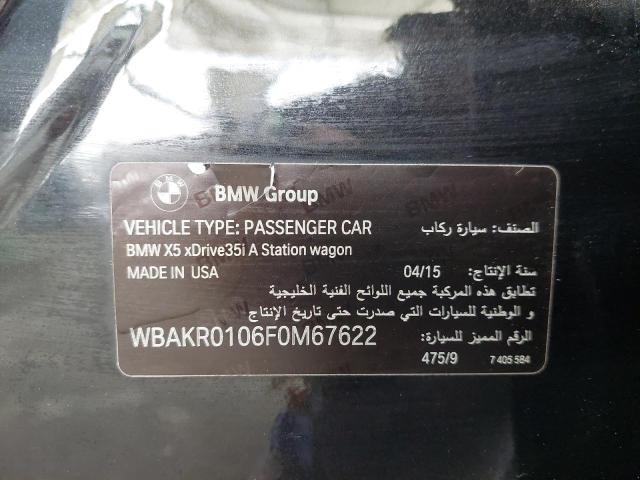 BMW Group
VEHICLE TYPE: PASSENGER CAR الصنف: سيارة ركاب
BMW X5 xDrive35i A Station wagon
MADE IN USA 04/15 سنة الإنتاج:
تطابق هذه المركبة جميع اللوائح الفنية الخليجية
و الوطنية للسيارات التي صدرت حتى تاريخ الإنتاج
WBAKR0106F0M67622 الرقم المميز للسيارة:
475/9 7 405 584